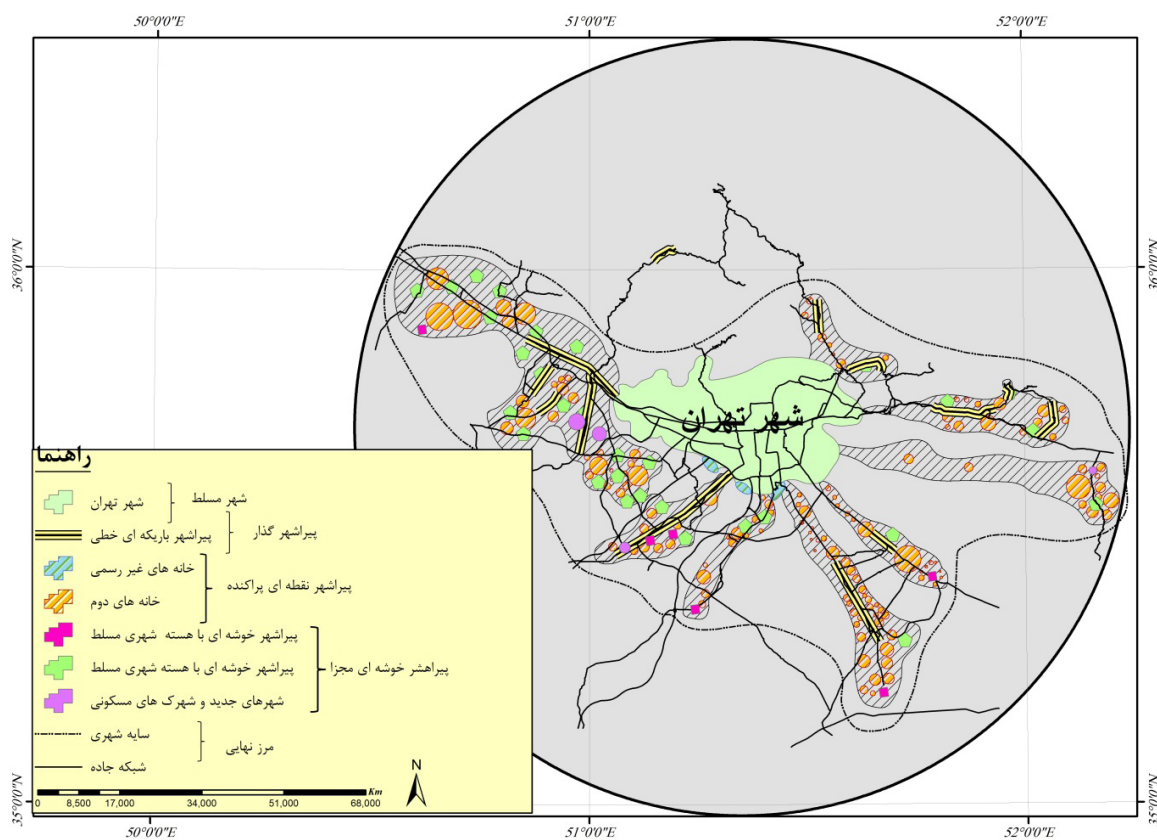 50°0'0"E 51°0'0"E 52°0'0"E
36°0'0"N 36°0'0"N
شهر تهران
راهنما
شهر تهران شهر مسلط
پیراشهر باریکه ای خطی پیراشهر گذار
خانه های غیر رسمی
پیراشهر نقطه ای پراکنده
خانه های دوم
پیراشهر خوشه ای با هسته شهری مسلط
پیراشهر خوشه ای با هسته شهری مسلط پیراهشر خوشه ای مجزا
شهرهای جدید و شهرک های مسکونی
سایه شهری
مرز نهایی
شبکه جاده
N
Km
0 8,500 17,000 34,000 51,000 68,000
35°0'0"N 35°0'0"N
50°0'0"E 51°0'0"E 52°0'0"E